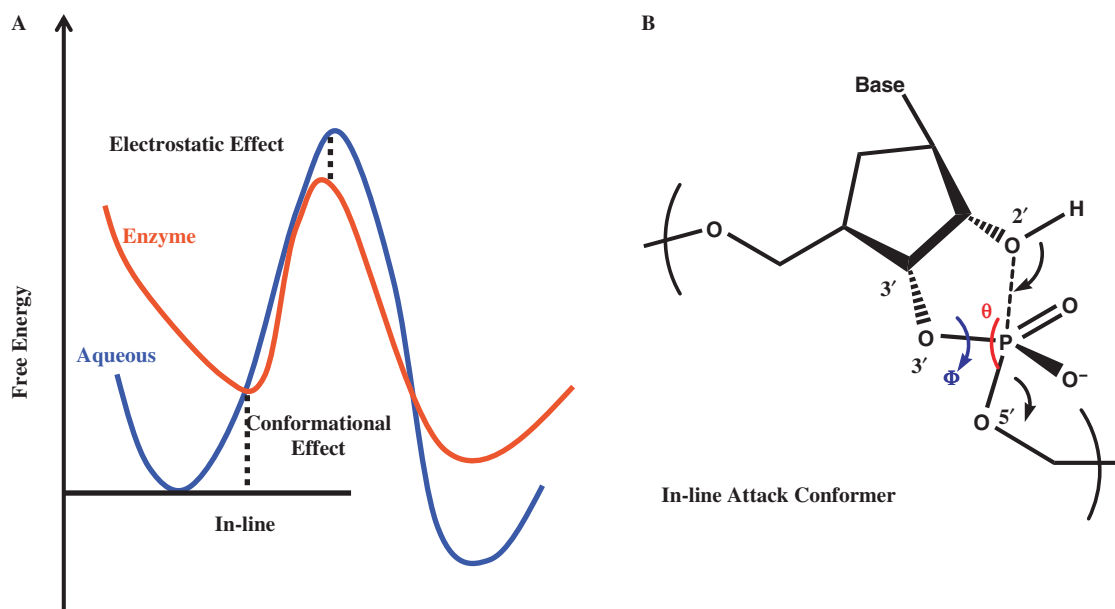 A
Electrostatic Effect
Enzyme
Aqueous
Free Energy
Conformational
Effect
In-line
B
Base
2′
H
O
O
3′
θ
O
O
P
3′
Φ
O⁻
O
5′
In-line Attack Conformer